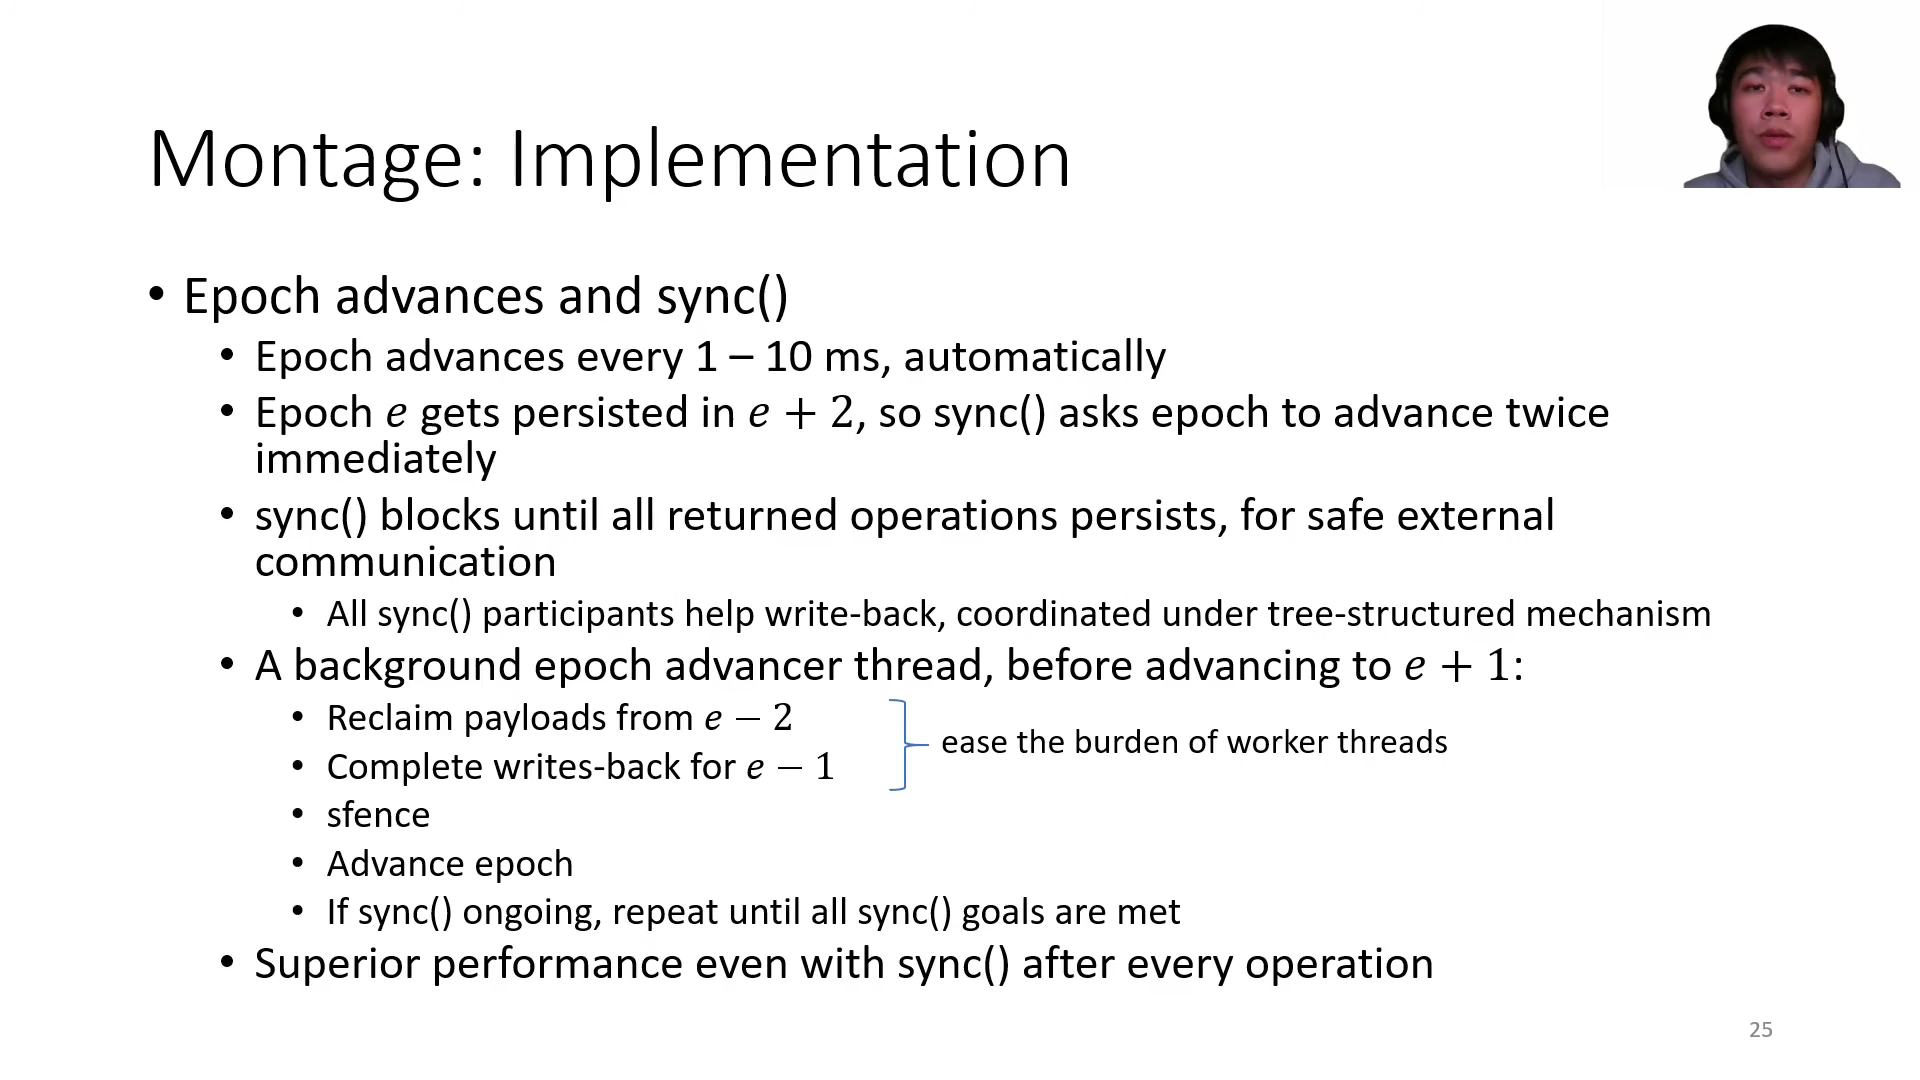 Montage: Implementation
• Epoch advances and sync()
• Epoch advances every 1 – 10 ms, automatically
• Epoch e gets persisted in e + 2, so sync() asks epoch to advance twice
immediately
• sync() blocks until all returned operations persists, for safe external
communication
• All sync() participants help write-back, coordinated under tree-structured mechanism
• A background epoch advancer thread, before advancing to e + 1:
• Reclaim payloads from e − 2
• Complete writes-back for e − 1
ease the burden of worker threads
• sfence
• Advance epoch
• If sync() ongoing, repeat until all sync() goals are met
• Superior performance even with sync() after every operation
25